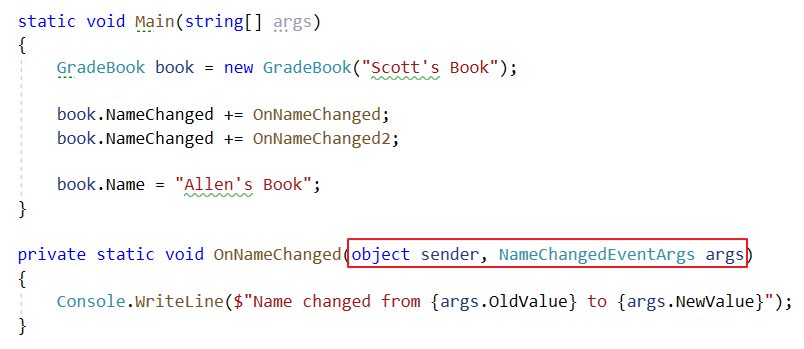 static void Main(string[] args)
{
    GradeBook book = new GradeBook("Scott's Book");
    book.NameChanged += OnNameChanged;
    book.NameChanged += OnNameChanged2;
    book.Name = "Allen's Book";
}
private static void OnNameChanged(object sender, NameChangedEventArgs args)
{
    Console.WriteLine($"Name changed from {args.OldValue} to {args.NewValue}");
}